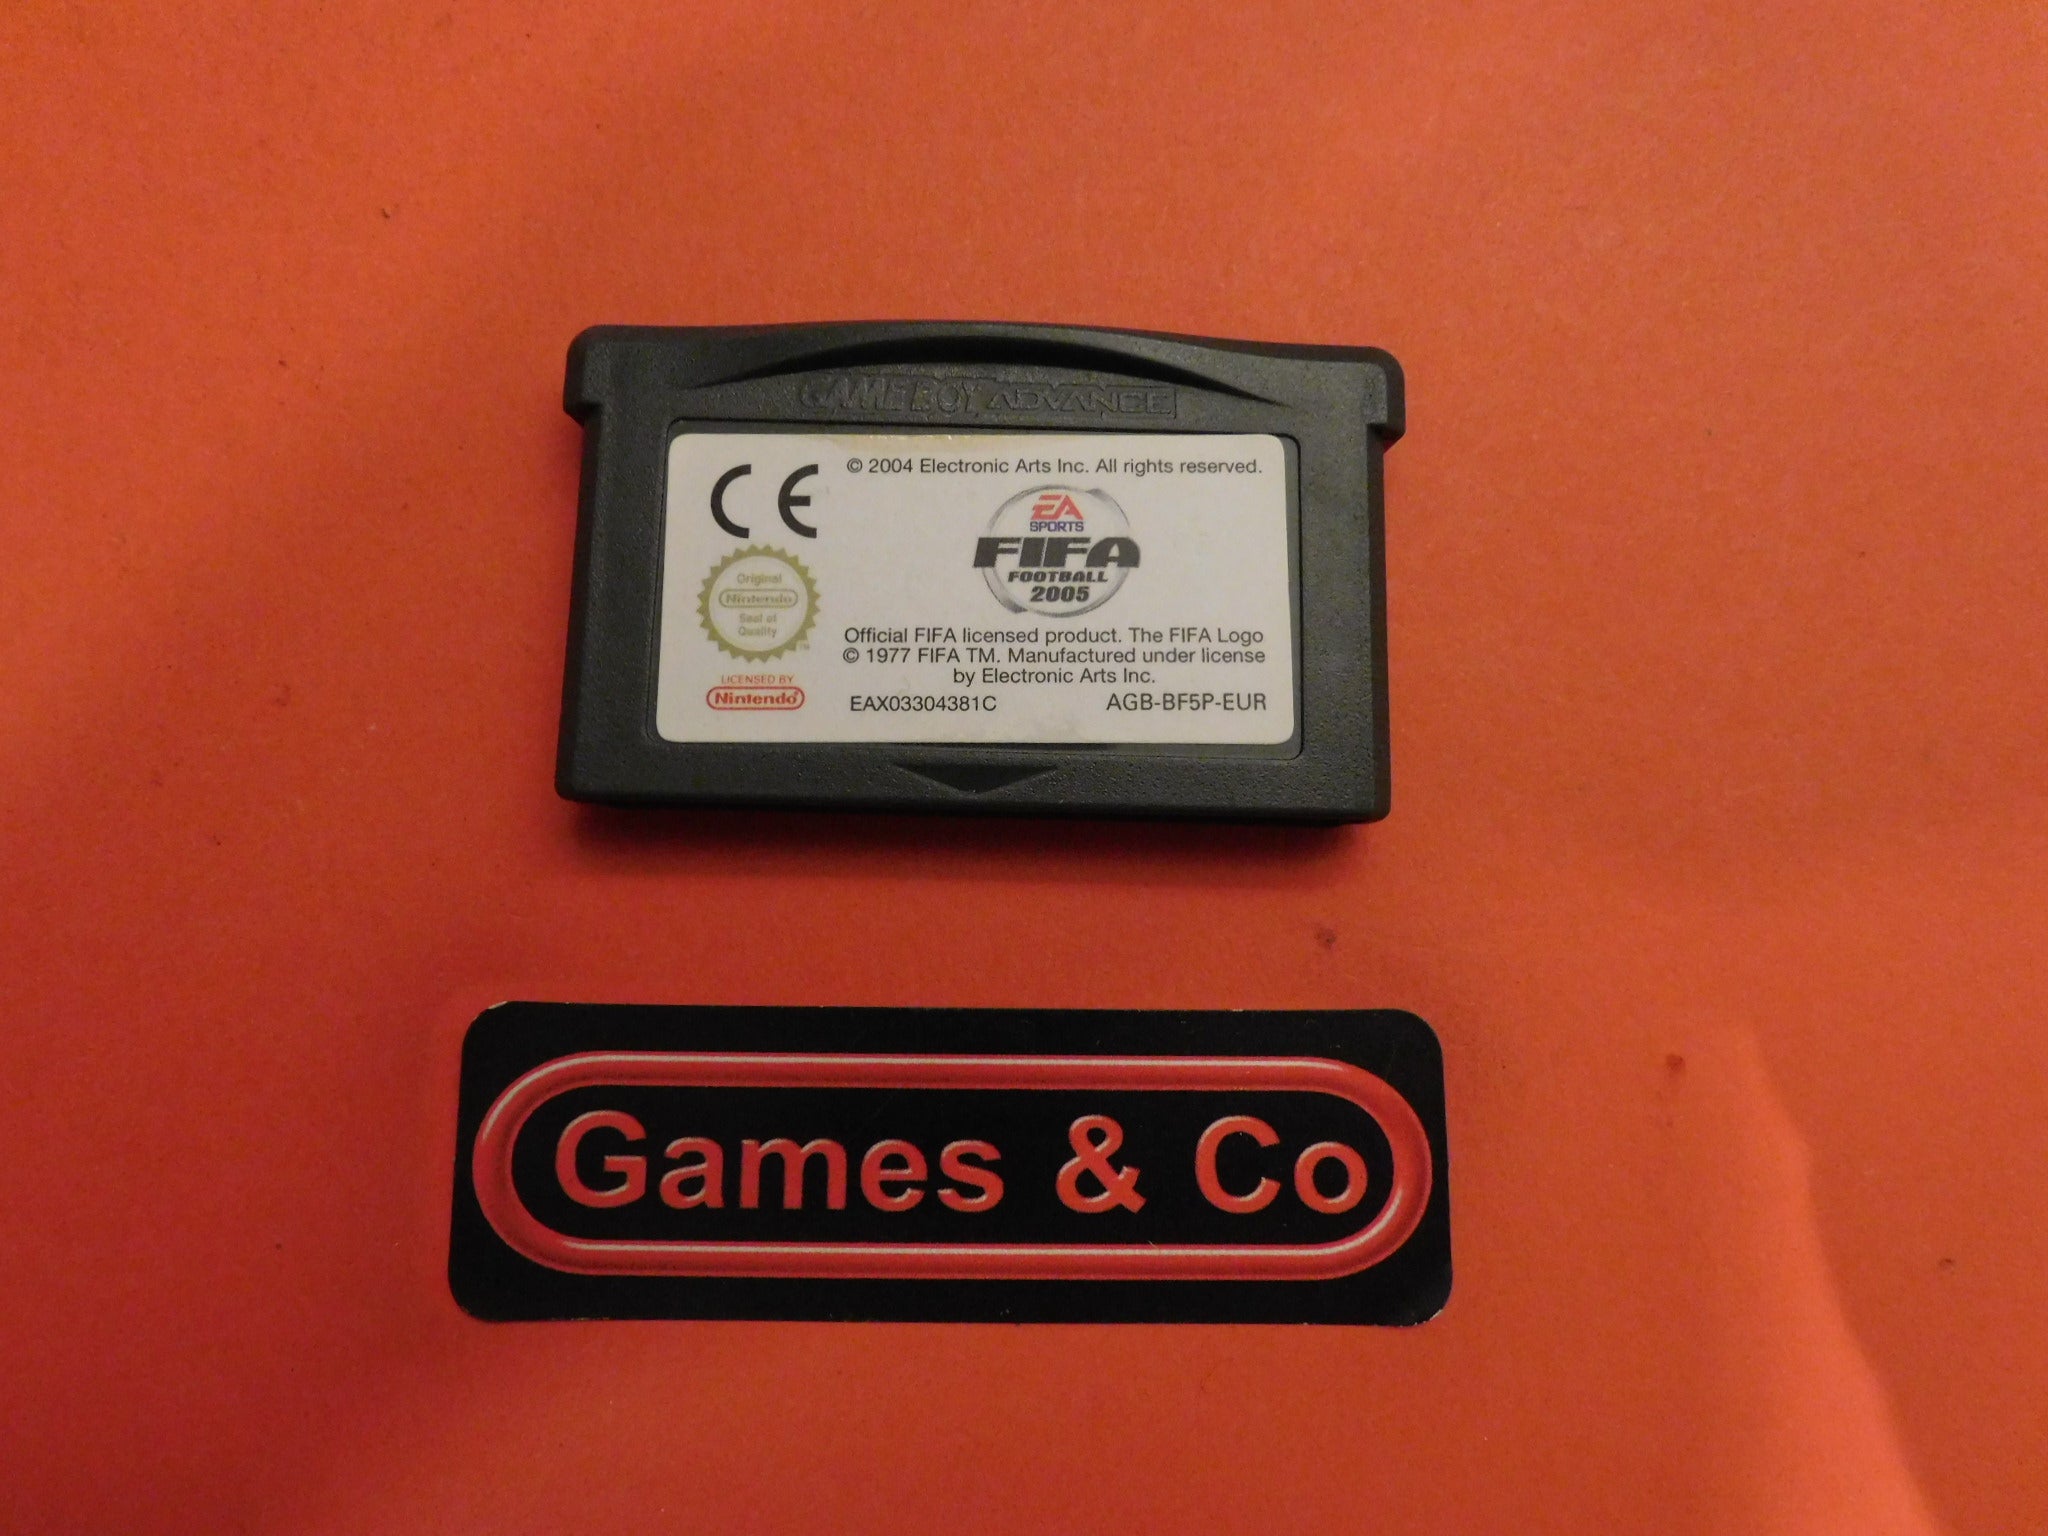 GAME BOY ADVANCE
CE
© 2004 Electronic Arts Inc. All rights reserved.
EA
SPORTS
FIFA
FOOTBALL
2005
Original
Nintendo
Seal of
Quality
TM
Official FIFA licensed product. The FIFA Logo
© 1977 FIFA TM. Manufactured under license
by Electronic Arts Inc.
LICENSED BY
Nintendo
EAX03304381C AGB-BF5P-EUR
Games & Co